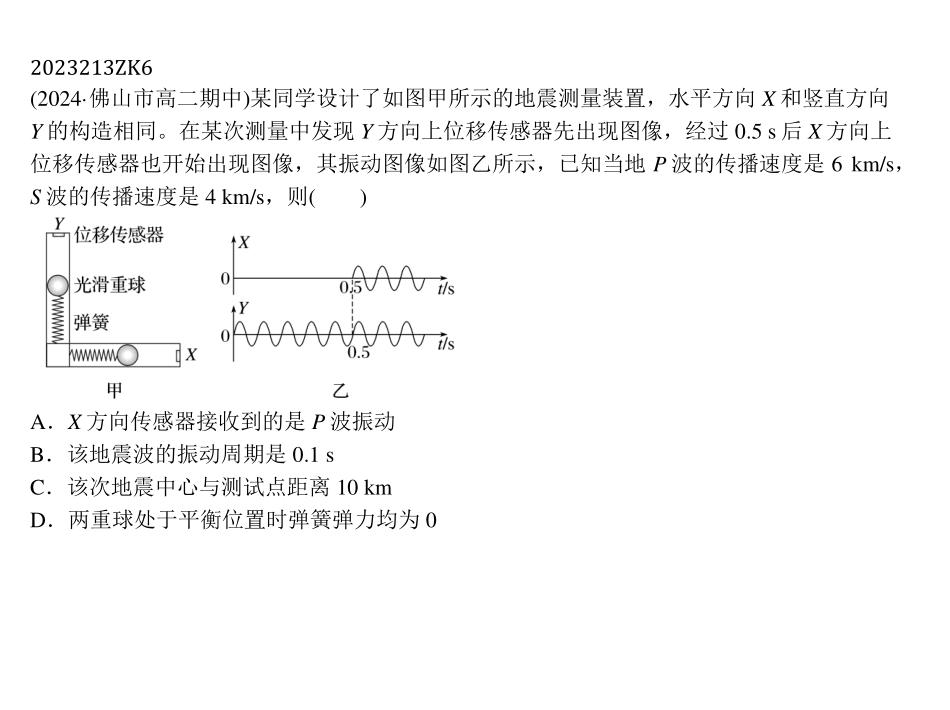 2023213ZK6
(2024·佛山市高二期中)某同学设计了如图甲所示的地震测量装置，水平方向 X 和竖直方向
Y 的构造相同。在某次测量中发现 Y 方向上位移传感器先出现图像，经过 0.5 s 后 X 方向上
位移传感器也开始出现图像，其振动图像如图乙所示，已知当地 P 波的传播速度是 6 km/s，
S 波的传播速度是 4 km/s，则(　　)
Y
位移传感器
光滑重球
弹簧
X
甲
X
0
0.5
t/s
Y
0
0.5
t/s
乙
A．X 方向传感器接收到的是 P 波振动
B．该地震波的振动周期是 0.1 s
C．该次地震中心与测试点距离 10 km
D．两重球处于平衡位置时弹簧弹力均为 0